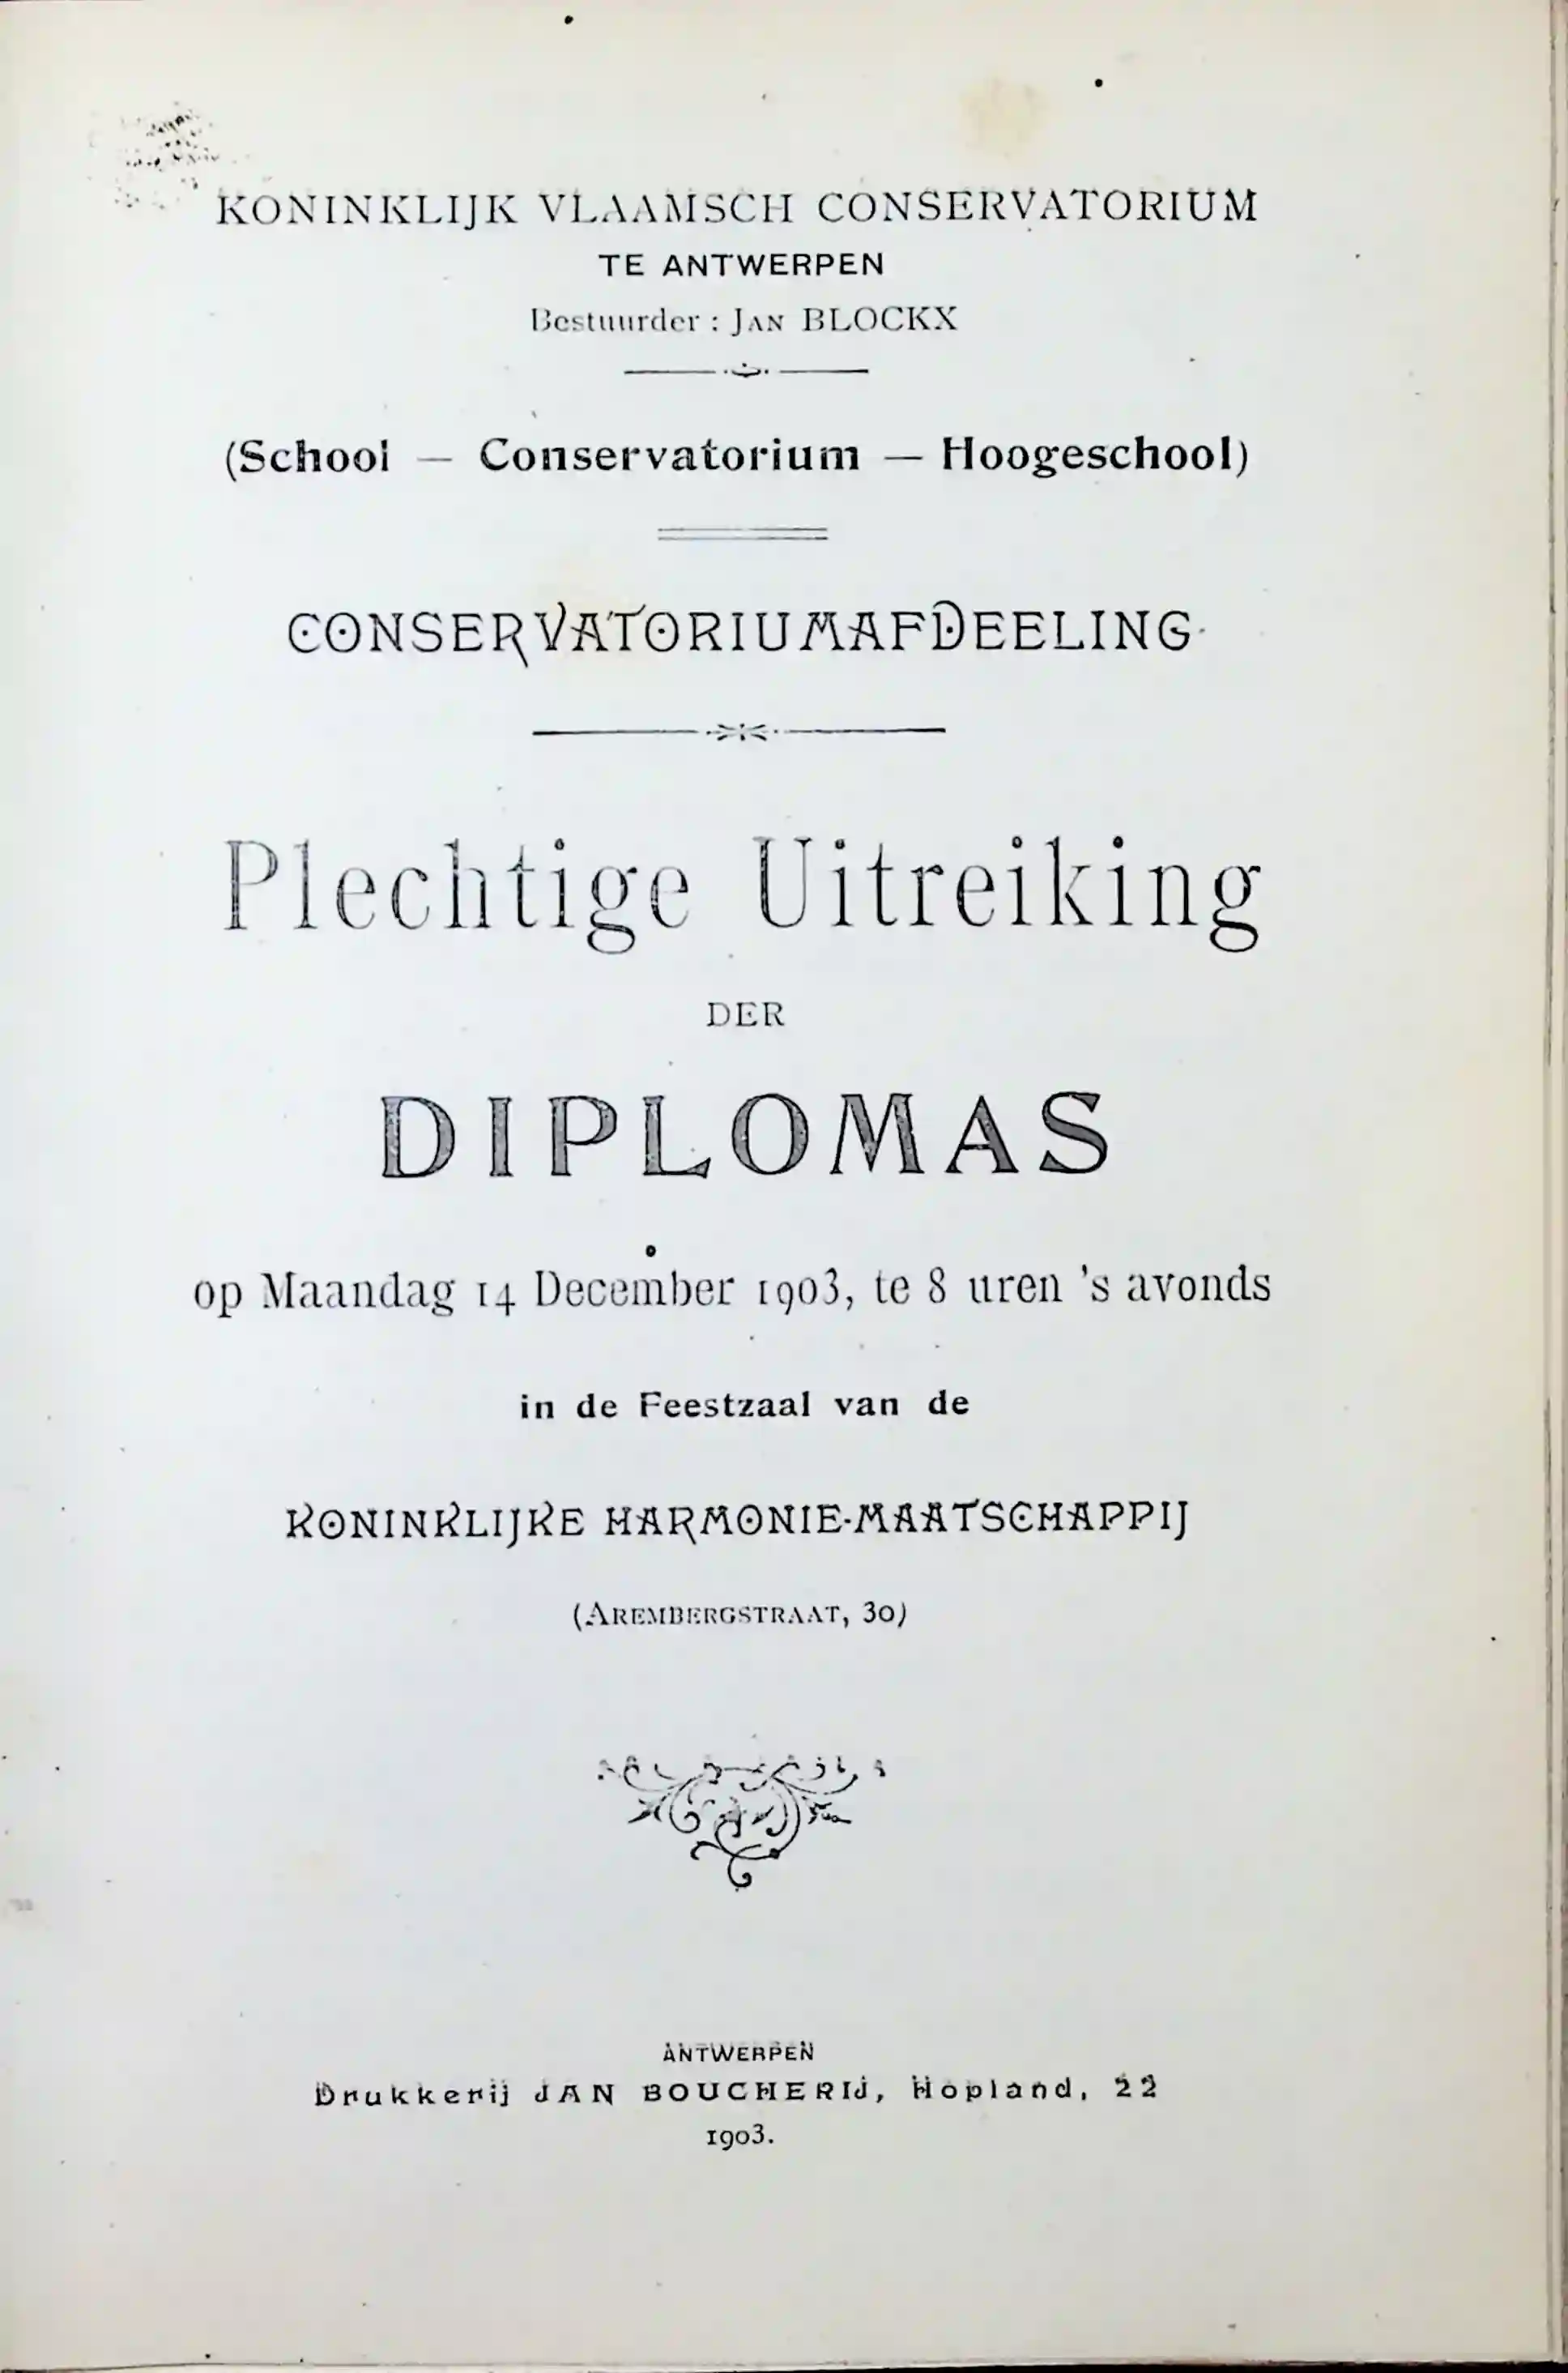 KONINKLIJK VLAAMSCH CONSERVATORIUM
TE ANTWERPEN
Bestuurder : JAN BLOCKX
(School — Conservatorium — Hoogeschool)
CONSERVATORIUMAFDEELING
Plechtige Uitreiking
DER
DIPLOMAS
op Maandag 14 December 1903, te 8 uren 's avonds
in de Feestzaal van de
KONINKLIJKE HARMONIE-MAATSCHAPPIJ
(AREMBERGSTRAAT, 30)
ANTWERPEN
Drukkerij JAN BOUCHERIJ, Hopland, 22
1903.